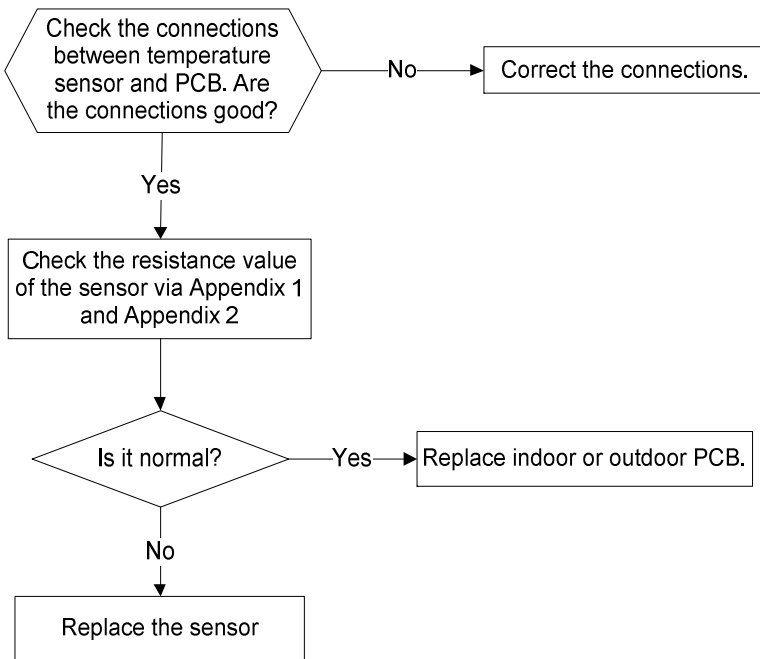 Check the connections
between temperature
sensor and PCB. Are
the connections good?
No
Correct the connections.
Yes
Check the resistance value
of the sensor via Appendix 1
and Appendix 2
Is it normal?
Yes
Replace indoor or outdoor PCB.
No
Replace the sensor